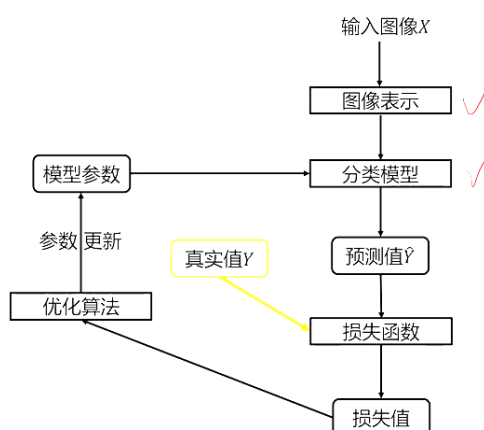 输入图像X
图像表示
模型参数
分类模型
参数 更新
真实值Y
预测值Ŷ
优化算法
损失函数
损失值